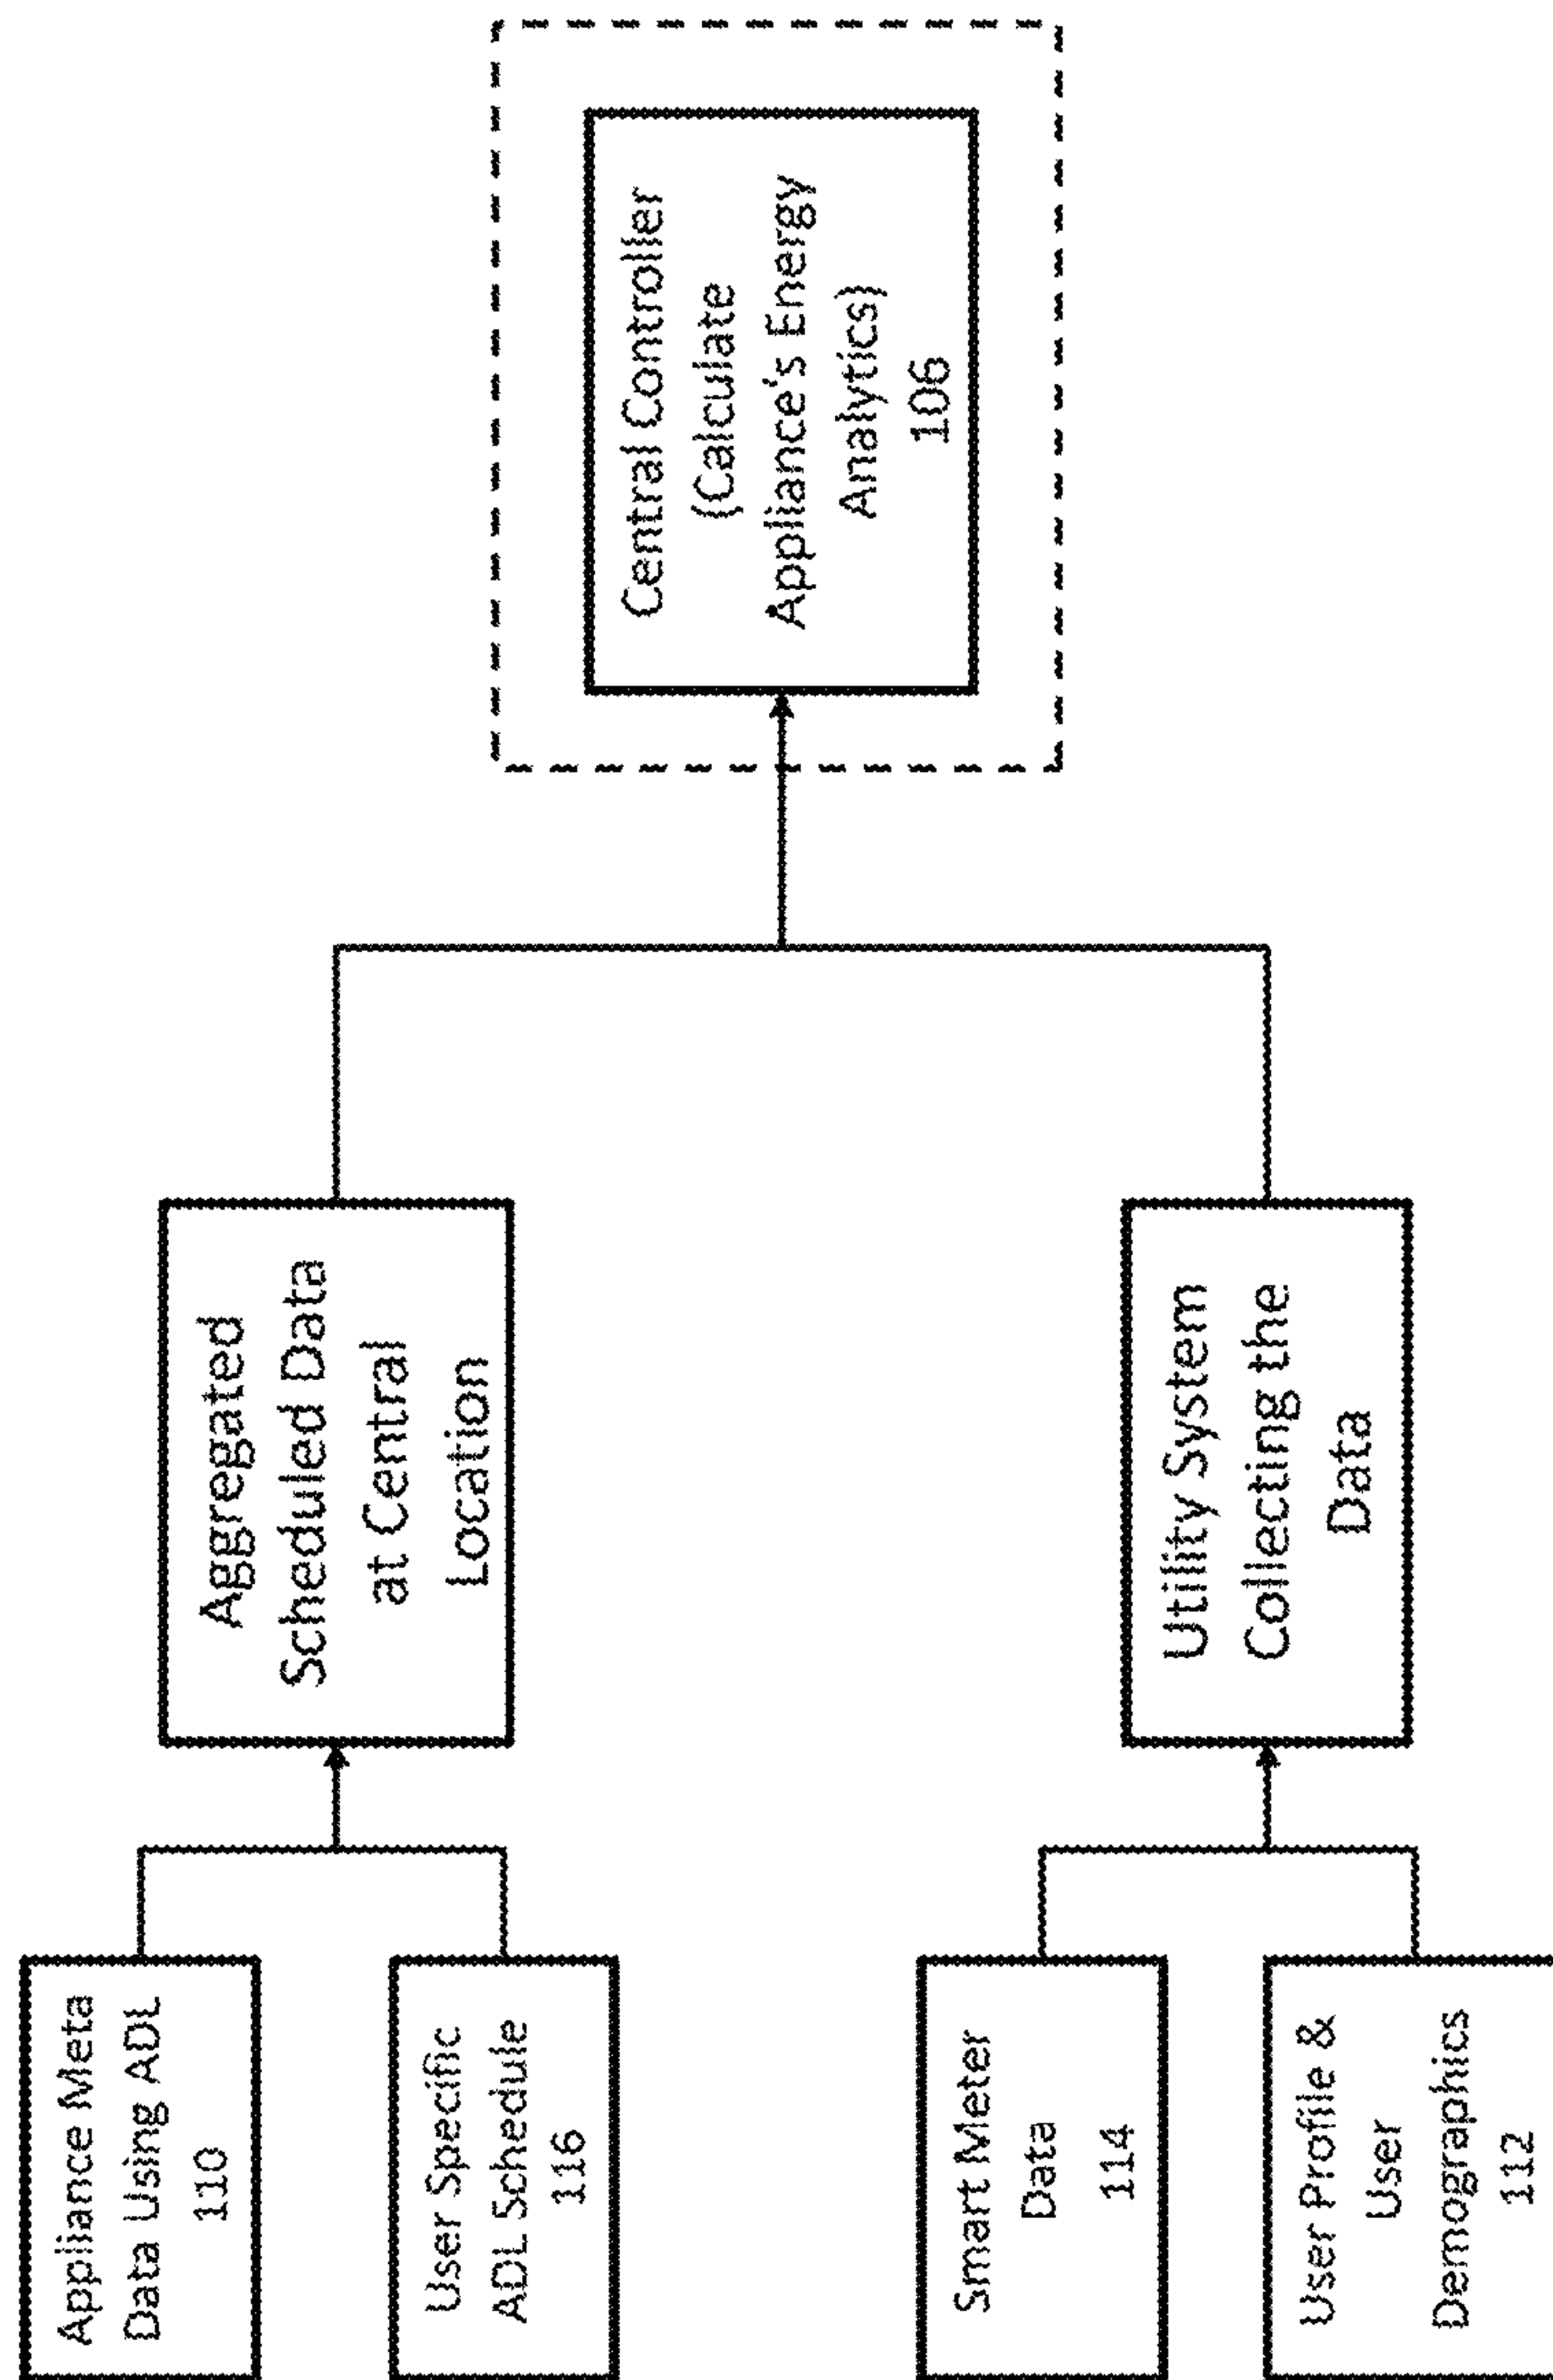 Appliance Meta
Data Using ADL
110
User Specific
ADL Schedule
116
Smart Meter
Data
114
User Profile &
User
Demographics
112
Aggregated
Scheduled Data
at Central
Location
Utility System
Collecting the
Data
Central Controller
(Calculate
Appliance's Energy
Analytics)
106